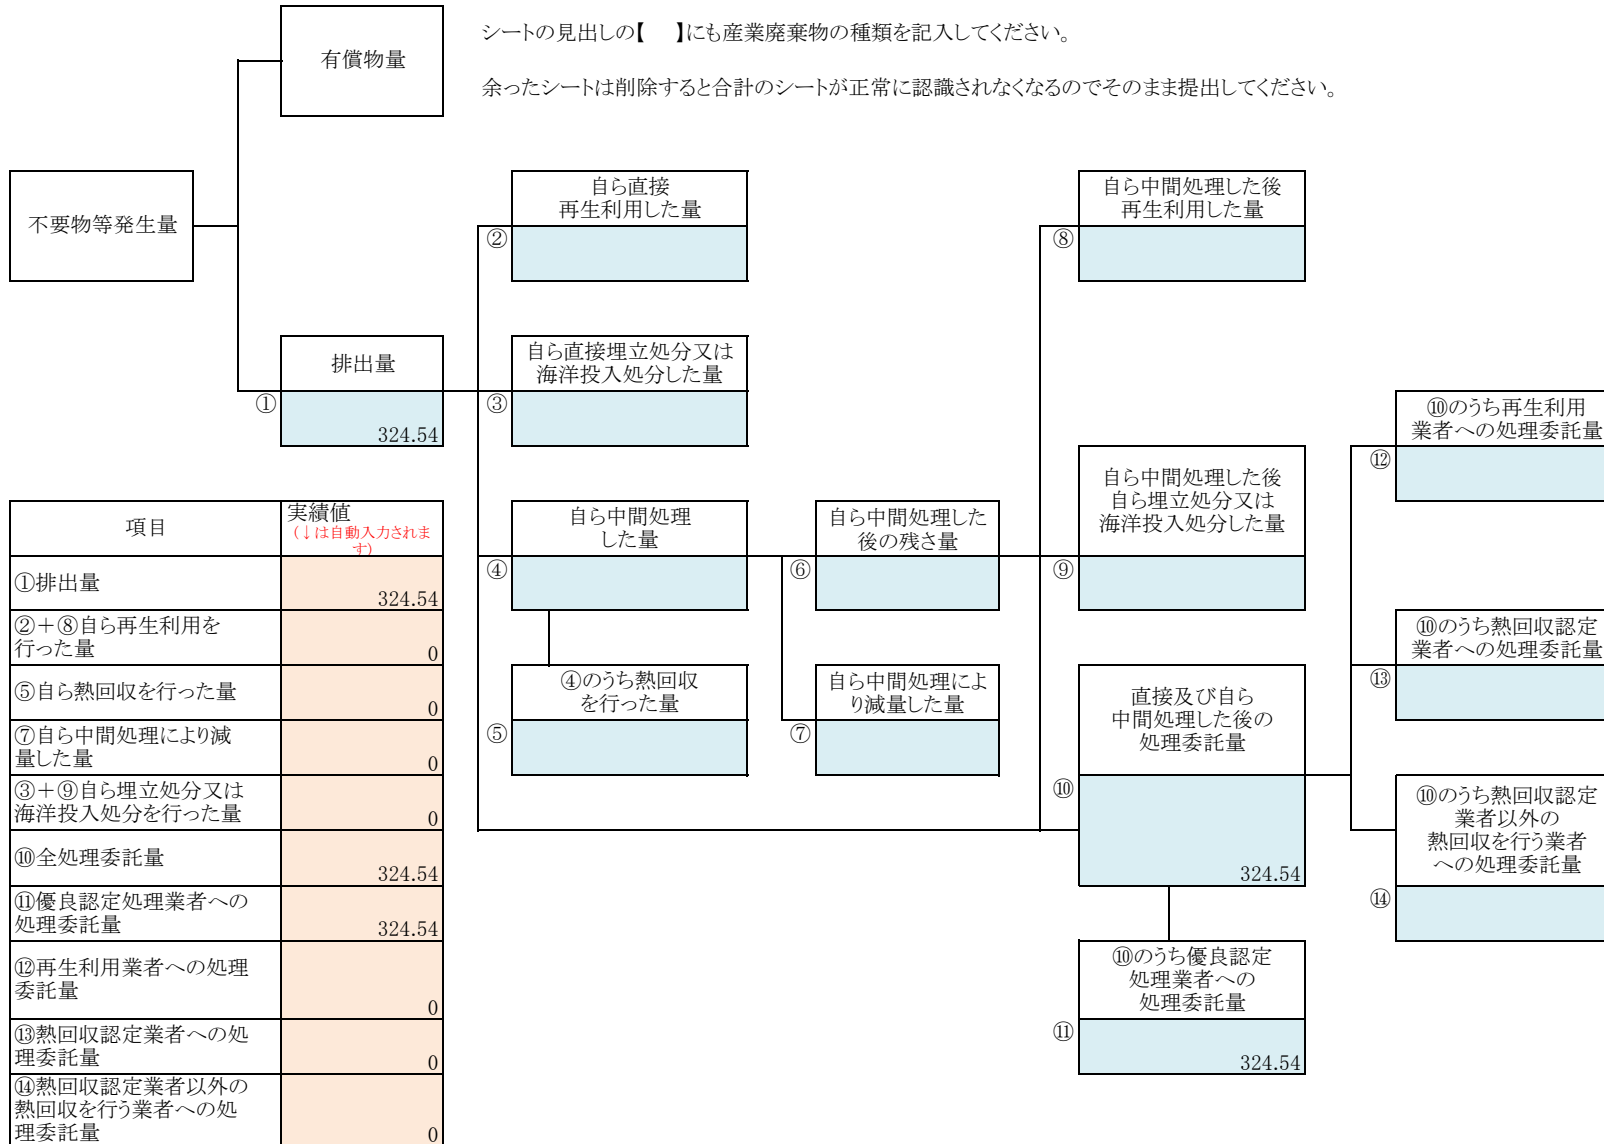 シートの見出しの【　】にも産業廃棄物の種類を記入してください。
有償物量
余ったシートは削除すると合計のシートが正常に認識されなくなるのでそのまま提出してください。
不要物等発生量
自ら直接
再生利用した量
②
自ら中間処理した後
再生利用した量
⑧
排出量
①
324.54
自ら直接埋立処分又は
海洋投入処分した量
③
⑩のうち再生利用
業者への処理委託量
⑫
自ら中間処理
した量
④
自ら中間処理した
後の残さ量
⑥
自ら中間処理した後
自ら埋立処分又は
海洋投入処分した量
⑨
⑩のうち熱回収認定
業者への処理委託量
⑬
④のうち熱回収
を行った量
⑤
自ら中間処理によ
り減量した量
⑦
直接及び自ら
中間処理した後の
処理委託量
⑩
324.54
⑩のうち熱回収認定
業者以外の
熱回収を行う業者
への処理委託量
⑭
⑩のうち優良認定
処理業者への
処理委託量
⑪
324.54
項目
実績値
(↓は自動入力されま
す)
①排出量
324.54
②＋⑧自ら再生利用を
行った量
0
⑤自ら熱回収を行った量
0
⑦自ら中間処理により減
量した量
0
③＋⑨自ら埋立処分又は
海洋投入処分を行った量
0
⑩全処理委託量
324.54
⑪優良認定処理業者への
処理委託量
324.54
⑫再生利用業者への処理
委託量
0
⑬熱回収認定業者への処
理委託量
0
⑭熱回収認定業者以外の
熱回収を行う業者への処
理委託量
0